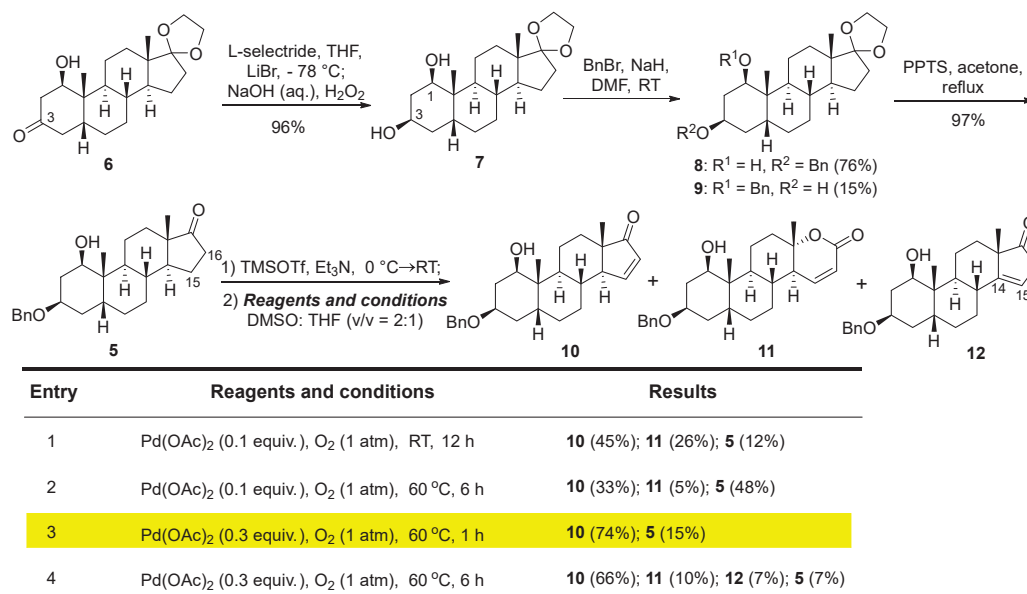 L-selectride, THF,
LiBr, - 78 °C;
NaOH (aq.), H2O2
96%
BnBr, NaH,
DMF, RT
PPTS, acetone,
reflux
97%
OH
3
O
H
H
H
H
O
O
6
OH
1
3
HO
H
H
H
H
O
O
7
R1
O
R2O
H
H
H
H
O
O
8: R1 = H, R2 = Bn (76%)
9: R1 = Bn, R2 = H (15%)
OH
BnO
H
H
H
H
O
16
15
5
1) TMSOTf, Et3N, 0 °C→RT;
2) Reagents and conditions
DMSO: THF (v/v = 2:1)
OH
BnO
H
H
H
H
O
10
+
OH
BnO
H
H
H
H
O
O
11
+
OH
BnO
H
H
H
O
14
15
12
Entry Reagents and conditions Results
1 Pd(OAc)2 (0.1 equiv.), O2 (1 atm), RT, 12 h 10 (45%); 11 (26%); 5 (12%)
2 Pd(OAc)2 (0.1 equiv.), O2 (1 atm), 60 oC, 6 h 10 (33%); 11 (5%); 5 (48%)
3 Pd(OAc)2 (0.3 equiv.), O2 (1 atm), 60 oC, 1 h 10 (74%); 5 (15%)
4 Pd(OAc)2 (0.3 equiv.), O2 (1 atm), 60 oC, 6 h 10 (66%); 11 (10%); 12 (7%); 5 (7%)